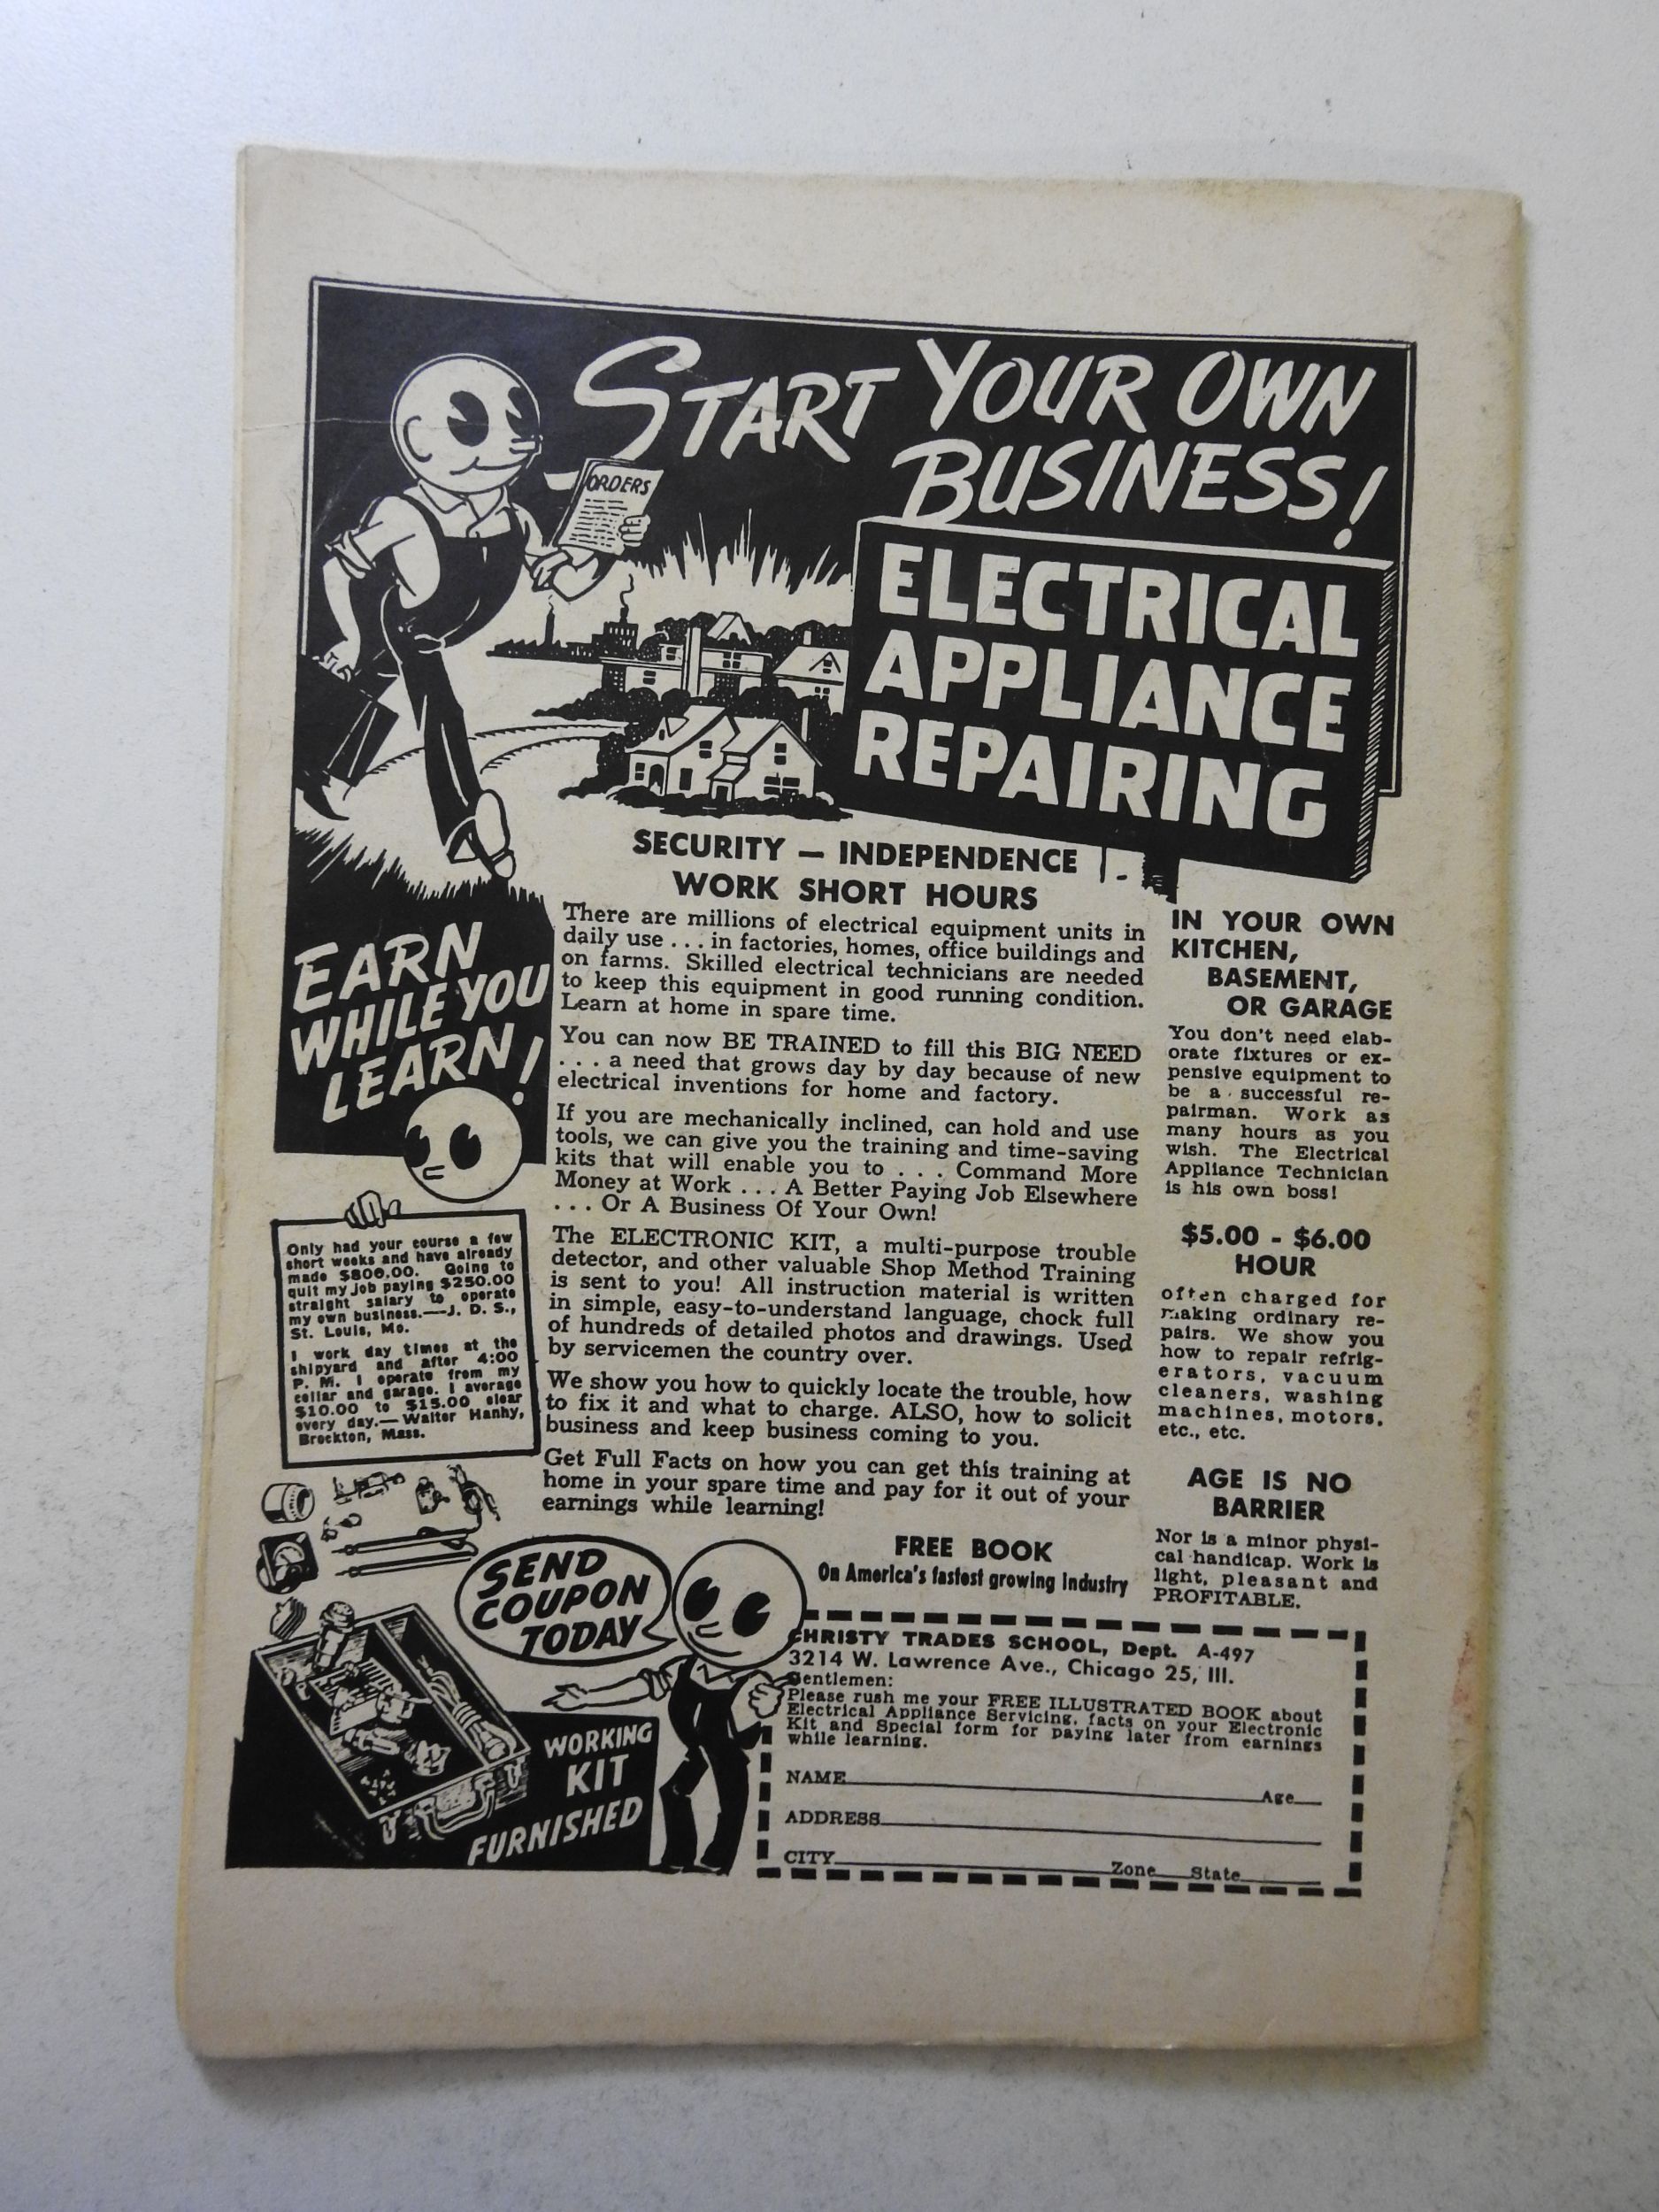 START YOUR OWN
BUSINESS!
ORDERS
ELECTRICAL
APPLIANCE
REPAIRING
SECURITY — INDEPENDENCE
WORK SHORT HOURS
There are millions of electrical equipment units in
daily use . . . in factories, homes, office buildings and
on farms. Skilled electrical technicians are needed
to keep this equipment in good running condition.
Learn at home in spare time.
You can now BE TRAINED to fill this BIG NEED
. . . a need that grows day by day because of new
electrical inventions for home and factory.
If you are mechanically inclined, can hold and use
tools, we can give you the training and time-saving
kits that will enable you to . . . Command More
Money at Work . . . A Better Paying Job Elsewhere
. . . Or A Business Of Your Own!
The ELECTRONIC KIT, a multi-purpose trouble
detector, and other valuable Shop Method Training
is sent to you! All instruction material is written
in simple, easy-to-understand language, chock full
of hundreds of detailed photos and drawings. Used
by servicemen the country over.
We show you how to quickly locate the trouble, how
to fix it and what to charge. ALSO, how to solicit
business and keep business coming to you.
Get Full Facts on how you can get this training at
home in your spare time and pay for it out of your
earnings while learning!
IN YOUR OWN
KITCHEN,
BASEMENT,
OR GARAGE
You don't need elab-
orate fixtures or ex-
pensive equipment to
be a successful re-
pairman. Work as
many hours as you
wish. The Electrical
Appliance Technician
is his own boss!
$5.00 - $6.00
HOUR
often charged for
making ordinary re-
pairs. We show you
how to repair refrig-
erators, vacuum
cleaners, washing
machines, motors,
etc., etc.
AGE IS NO
BARRIER
Nor is a minor physi-
cal handicap. Work is
light, pleasant and
PROFITABLE.
EARN
WHILE YOU
LEARN!
Only had your course a few
short weeks and have already
made $800.00. Going to
quit my job paying $250.00
straight salary to operate
my own business.—J. D. S.,
St. Louis, Mo.
I work day times at the
shipyard and after 4:00
P. M. I operate from my
cellar and garage. I average
$10.00 to $15.00 clear
every day.—Walter Hanhy,
Brockton, Mass.
SEND
COUPON
TODAY
WORKING
KIT
FURNISHED
FREE BOOK
On America's fastest growing Industry
CHRISTY TRADES SCHOOL, Dept. A-497
3214 W. Lawrence Ave., Chicago 25, Ill.
Gentlemen:
Please rush me your FREE ILLUSTRATED BOOK about
Electrical Appliance Servicing, facts on your Electronic
Kit and Special form for paying later from earnings
while learning.
NAME Age
ADDRESS
CITY Zone State